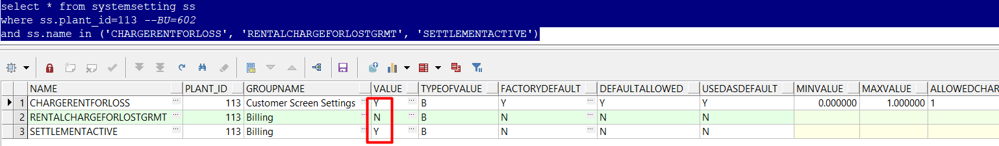 select * from systemsetting ss
where ss.plant_id=113 --BU=602
and ss.name in ('CHARGERENTFORLOSS', 'RENTALCHARGEFORLOSTGRMT', 'SETTLEMENTACTIVE')
NAME PLANT_ID GROUPNAME VALUE TYPEOFVALUE FACTORYDEFAULT DEFAULTALLOWED USEDASDEFAULT MINVALUE MAXVALUE ALLOWEDCHAR
1 CHARGERENTFORLOSS ... 113 Customer Screen Settings ... Y ... B Y ... Y Y 0.000000 1.000000 1
2 RENTALCHARGEFORLOSTGRMT ... 113 Billing ... N ... B N ... N N
3 SETTLEMENTACTIVE ... 113 Billing ... Y ... B N ... N N